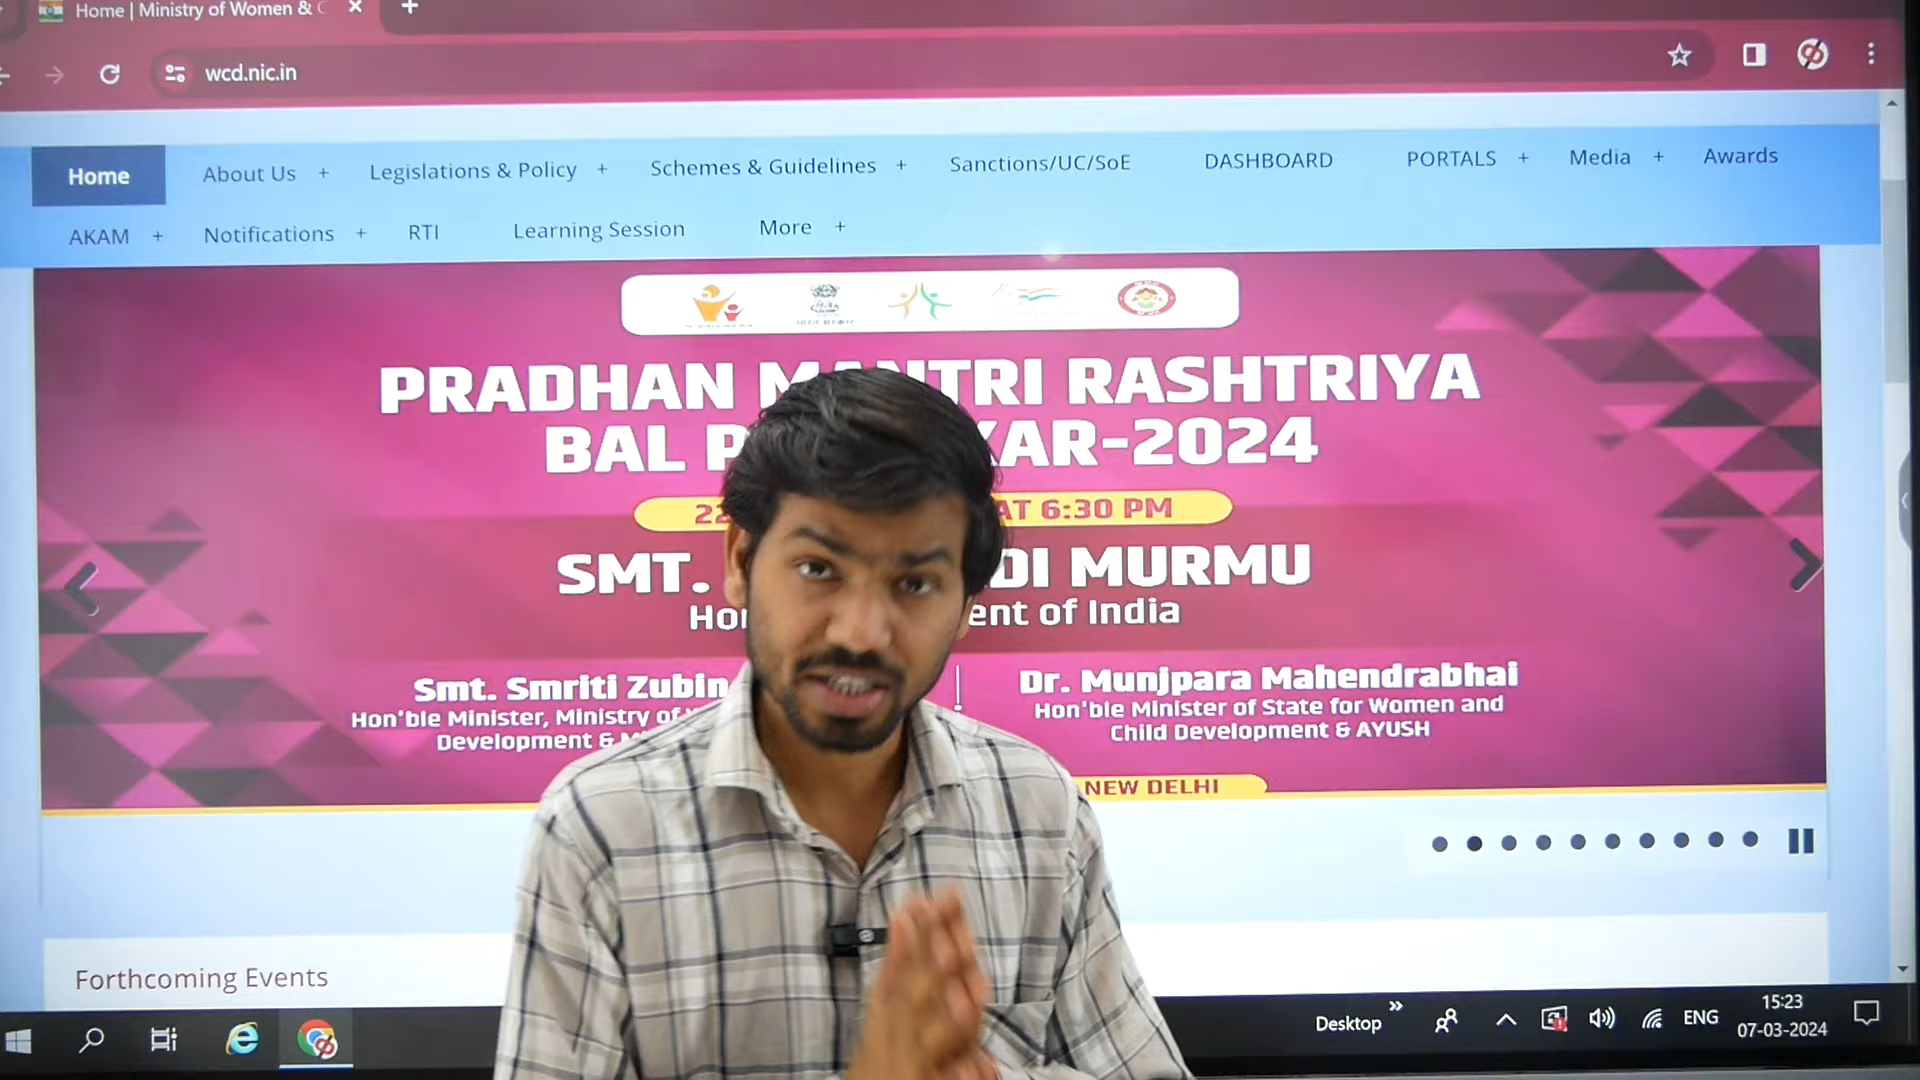 Home | Ministry of Women &
wcd.nic.in
Home About Us + Legislations & Policy + Schemes & Guidelines + Sanctions/UC/SoE DASHBOARD PORTALS + Media + Awards
AKAM + Notifications + RTI Learning Session More +
PRADHAN MANTRI RASHTRIYA
BAL KAR-2024
22 AT 6:30 PM
SMT. DI MURMU
Hon ent of India
Smt. Smriti Zubin
Hon'ble Minister, Ministry of
Development &
Dr. Munjpara Mahendrabhai
Hon'ble Minister of State for Women and
Child Development & AYUSH
NEW DELHI
Forthcoming Events
Desktop ENG 15:23
07-03-2024